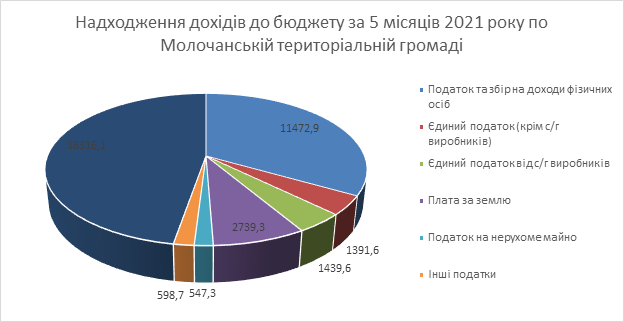 Надходження дохідів до бюджету за 5 місяців 2021 року по
Молочанській територіальній громаді
11472,9
1391,6
1439,6
2739,3
547,3
598,7
Податок та збір на доходи фізичних
осіб
Єдиний податок (крім с/г
виробників)
Єдиний податок від с/г виробників
Плата за землю
Податок на нерухоме майно
Інші податки